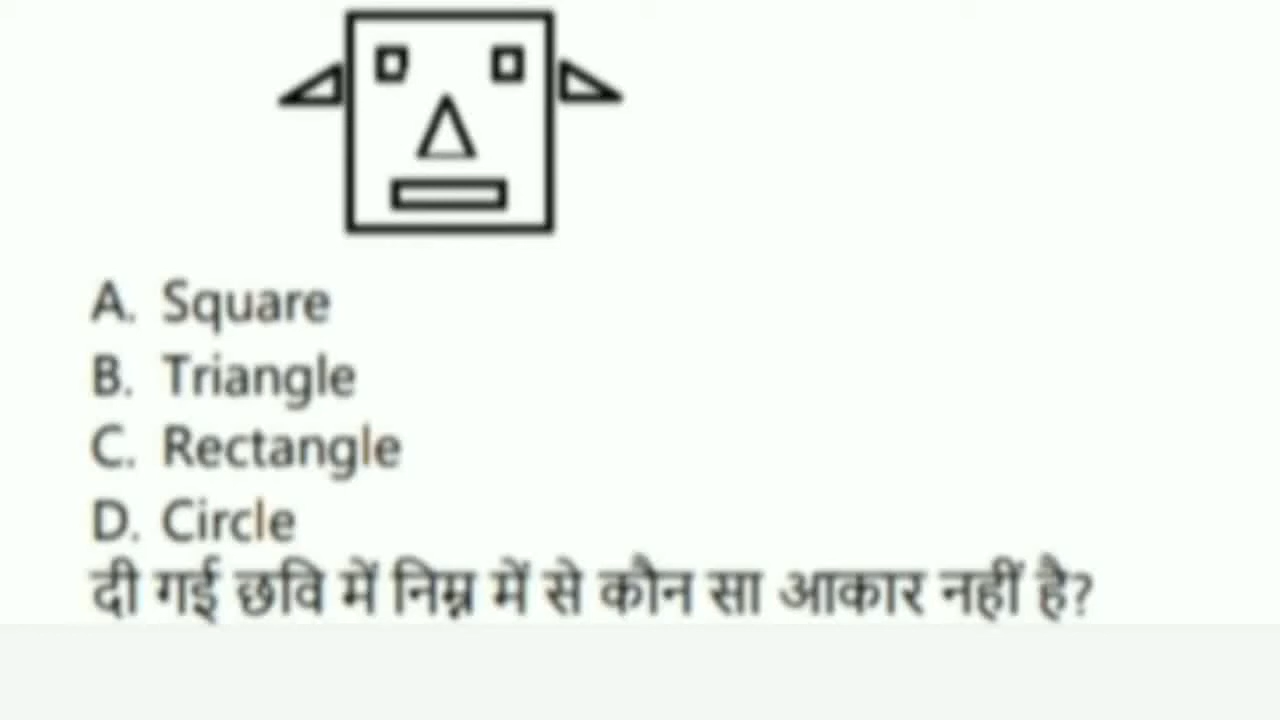 A. Square
B. Triangle
C. Rectangle
D. Circle
दी गई छवि में निम्न में से कौन सा आकार नहीं है?